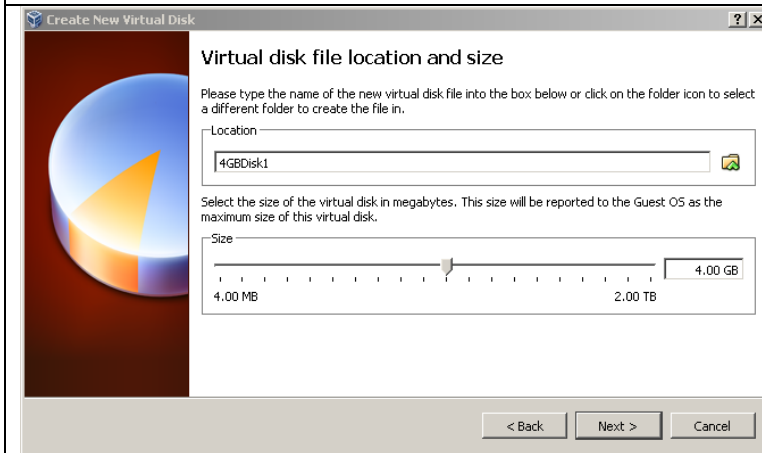 Create New Virtual Disk
Virtual disk file location and size
Please type the name of the new virtual disk file into the box below or click on the folder icon to select
a different folder to create the file in.
Location
4GBDisk1
Select the size of the virtual disk in megabytes. This size will be reported to the Guest OS as the
maximum size of this virtual disk.
Size
4.00 GB
4.00 MB 2.00 TB
< Back Next > Cancel